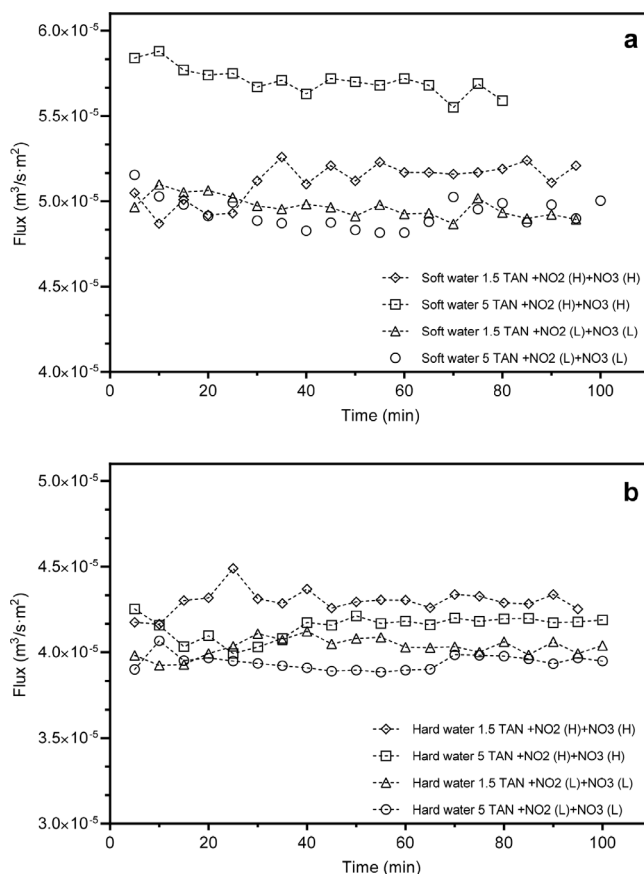 a
6.0×10⁻⁵
5.5×10⁻⁵
5.0×10⁻⁵
4.5×10⁻⁵
4.0×10⁻⁵
Flux (m³/s·m²)
Soft water 1.5 TAN +NO2 (H)+NO3 (H)
Soft water 5 TAN +NO2 (H)+NO3 (H)
Soft water 1.5 TAN +NO2 (L)+NO3 (L)
Soft water 5 TAN +NO2 (L)+NO3 (L)
0 20 40 60 80 100
Time (min)
b
5.0×10⁻⁵
4.5×10⁻⁵
4.0×10⁻⁵
3.5×10⁻⁵
3.0×10⁻⁵
Flux (m³/s·m²)
Hard water 1.5 TAN +NO2 (H)+NO3 (H)
Hard water 5 TAN +NO2 (H)+NO3 (H)
Hard water 1.5 TAN +NO2 (L)+NO3 (L)
Hard water 5 TAN +NO2 (L)+NO3 (L)
0 20 40 60 80 100
Time (min)